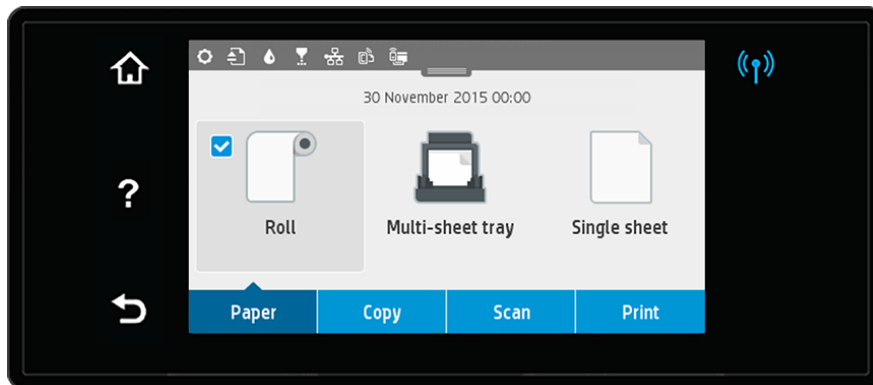 30 November 2015 00:00
Roll
Multi-sheet tray
Single sheet
Paper
Copy
Scan
Print